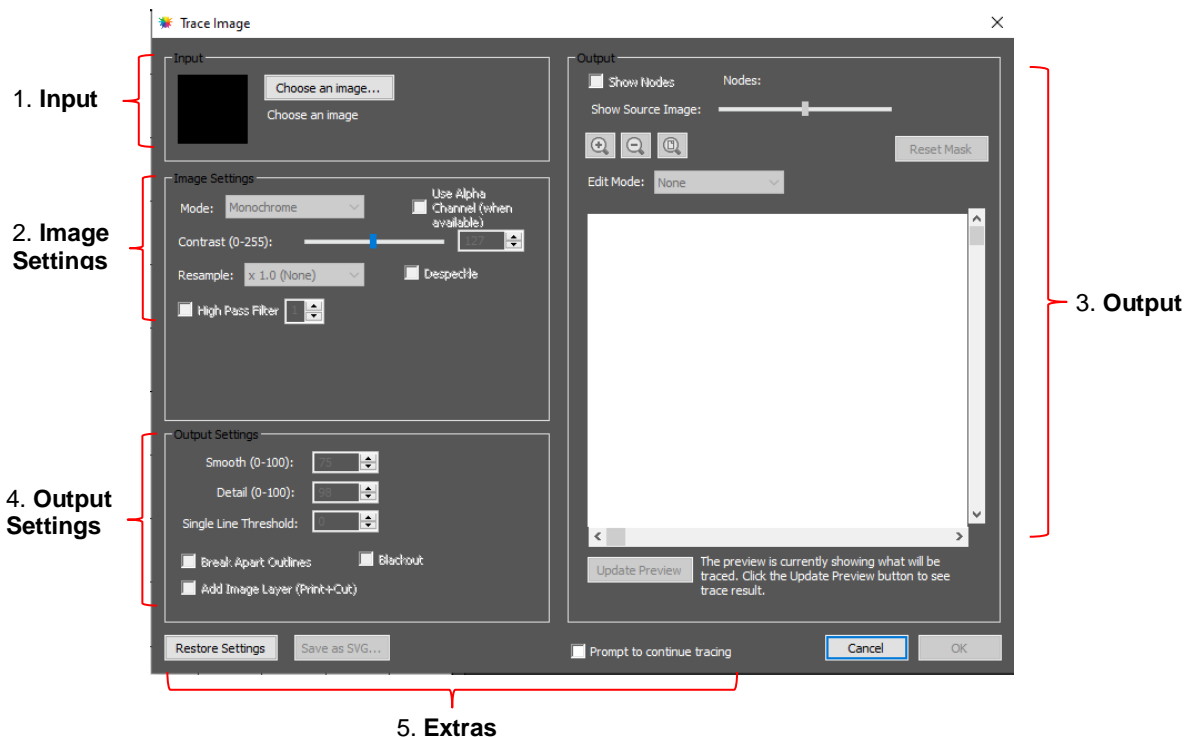 Trace Image
1. Input
Input
Choose an image...
Choose an image
2. Image
Settings
Image Settings
Mode: Monochrome
Use Alpha
Channel (when
available)
Contrast (0-255): 127
Resample: x 1.0 (None)
Despeckle
High Pass Filter 1
4. Output
Settings
Output Settings
Smooth (0-100): 75
Detail (0-100): 98
Single Line Threshold: 0
Break Apart Outlines
Blackout
Add Image Layer (Print+Cut)
Restore Settings
Save as SVG...
3. Output
Output
Show Nodes
Nodes:
Show Source Image:
Reset Mask
Edit Mode: None
Update Preview
The preview is currently showing what will be
traced. Click the Update Preview button to see
trace result.
Prompt to continue tracing
Cancel
OK
5. Extras